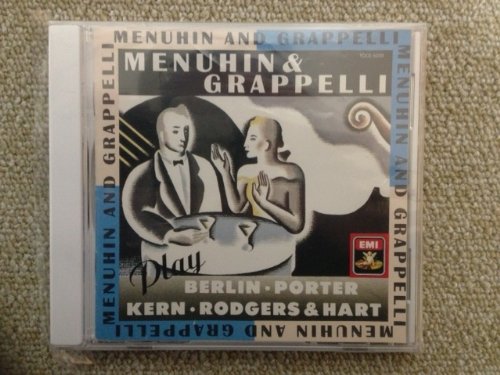 MENUHIN AND GRAPPELLI
MENUHIN &
GRAPPELLI
Play
BERLIN · PORTER
KERN · RODGERS & HART
EMI
MENUHIN AND GRAPPELLI
MENUHIN AND GRAPPELLI
MENUHIN AND GRAPPELLI